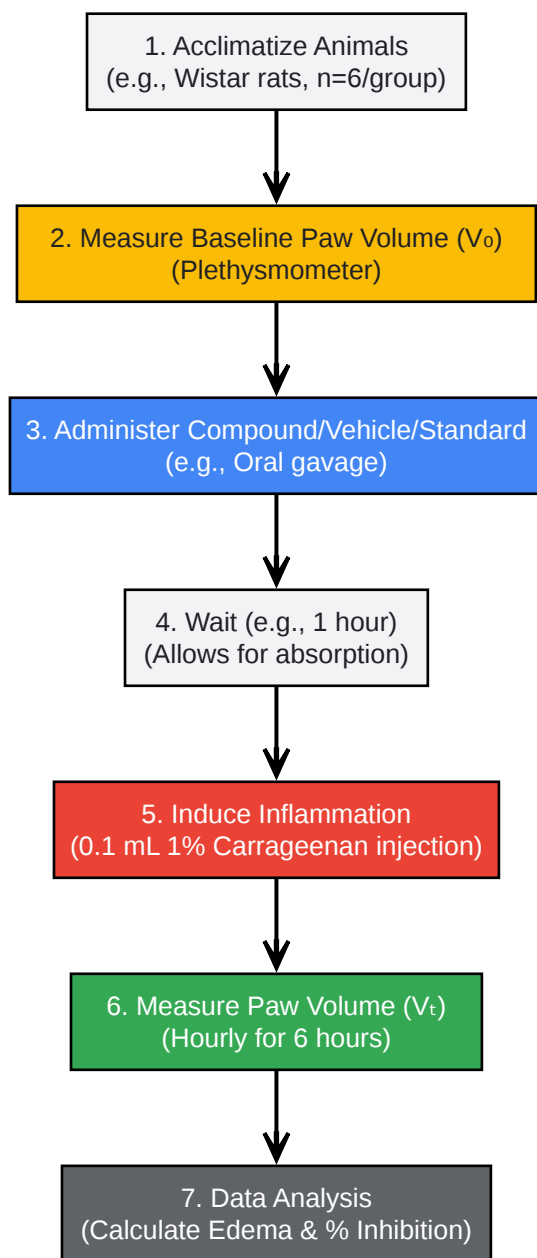 1. Acclimatize Animals
(e.g., Wistar rats, n=6/group)
2. Measure Baseline Paw Volume (V₀)
(Plethysmometer)
3. Administer Compound/Vehicle/Standard
(e.g., Oral gavage)
4. Wait (e.g., 1 hour)
(Allows for absorption)
5. Induce Inflammation
(0.1 mL 1% Carrageenan injection)
6. Measure Paw Volume (Vₜ)
(Hourly for 6 hours)
7. Data Analysis
(Calculate Edema & % Inhibition)